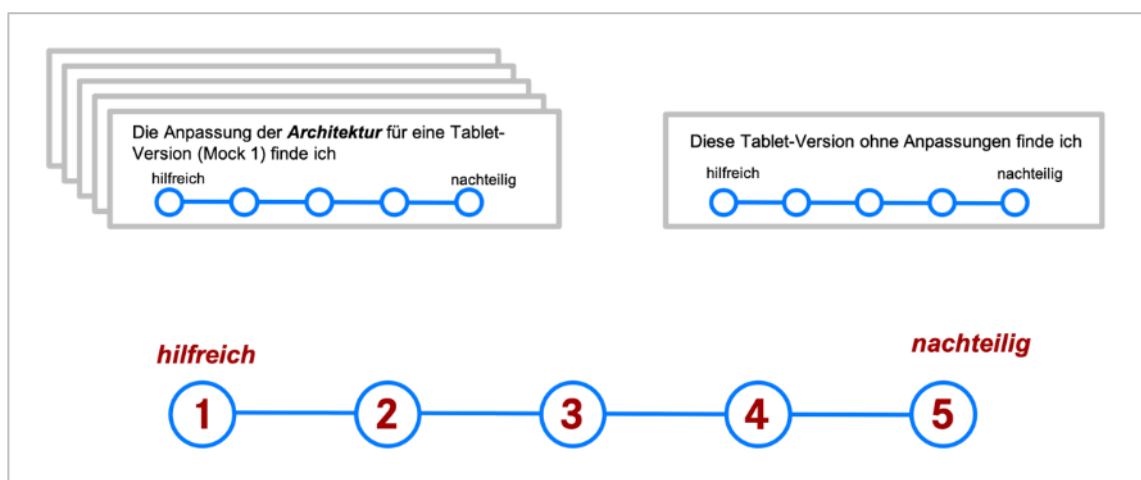 Die Anpassung der Architektur für eine Tablet-
Version (Mock 1) finde ich
hilfreich
nachteilig
Diese Tablet-Version ohne Anpassungen finde ich
hilfreich
nachteilig
hilfreich
nachteilig
1
2
3
4
5